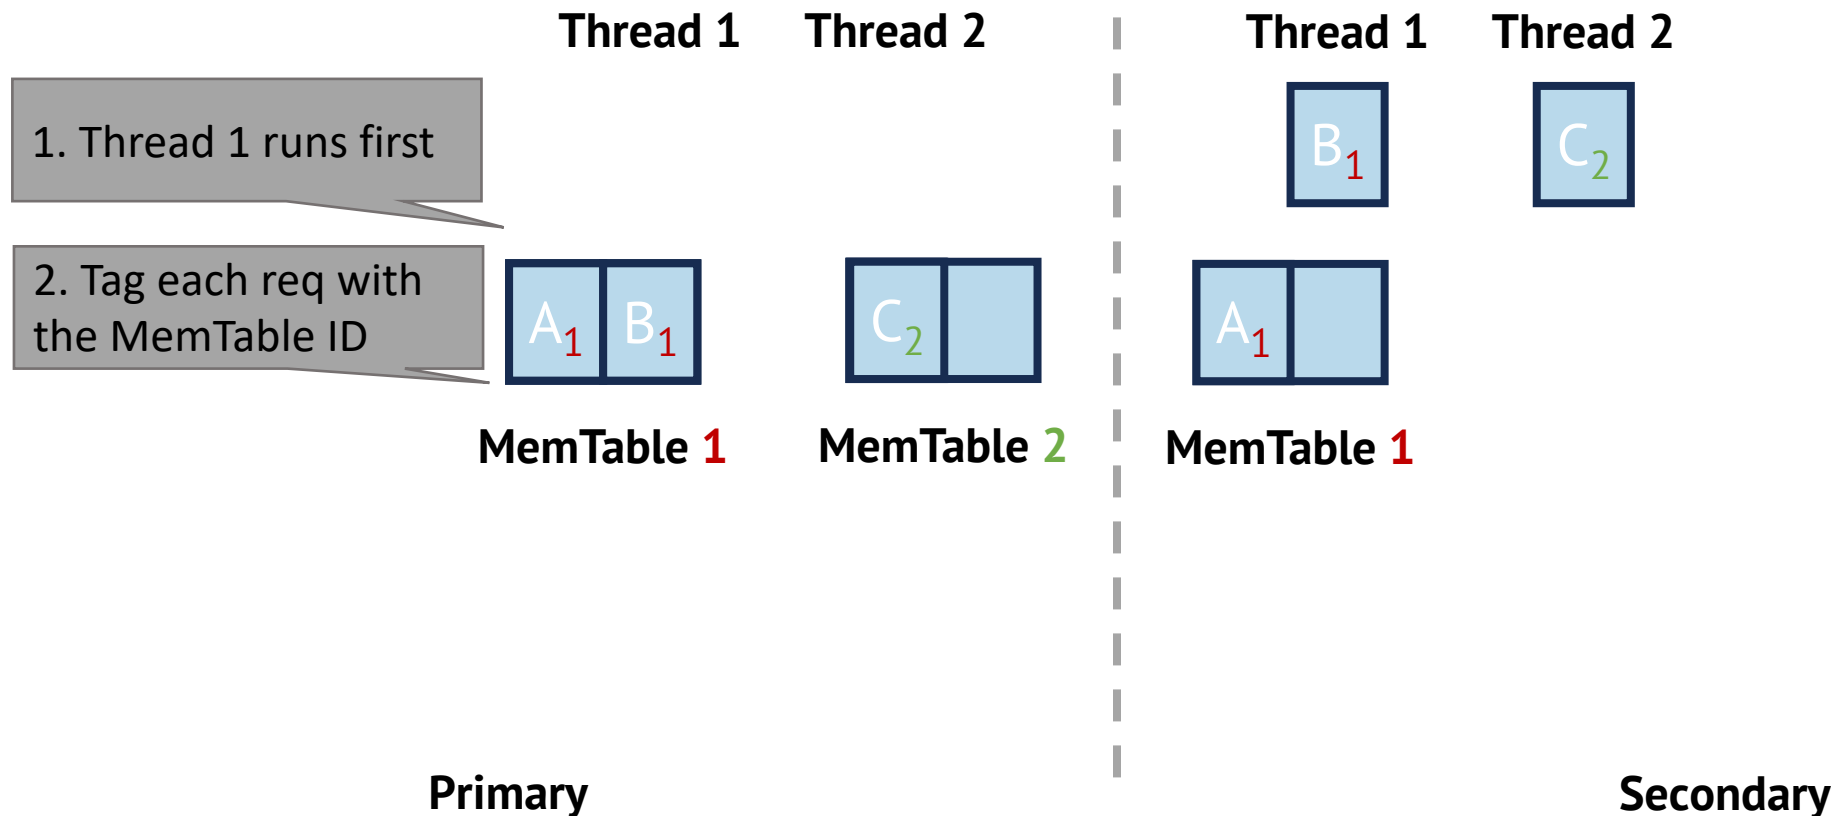 Thread 1 Thread 2
Thread 1 Thread 2
1. Thread 1 runs first
B1
C2
2. Tag each req with
the MemTable ID
A1 B1
C2
A1
MemTable 1
MemTable 2
MemTable 1
Primary
Secondary